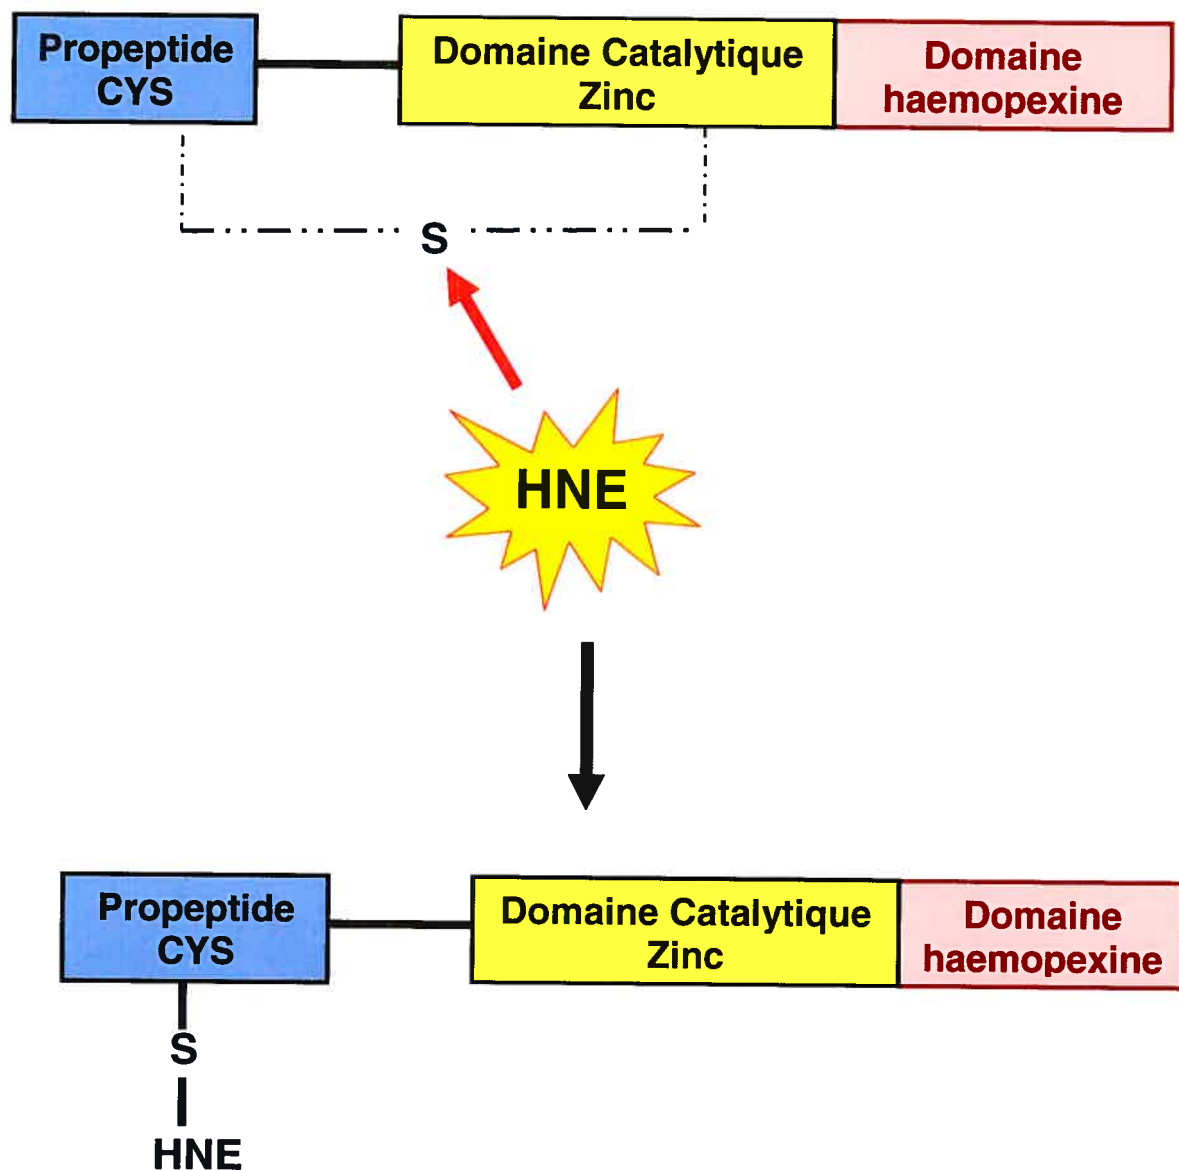 Propeptide
CYS
Domaine Catalytique
Zinc
Domaine
haemopexine
S
HNE
Propeptide
CYS
Domaine Catalytique
Zinc
Domaine
haemopexine
S
HNE